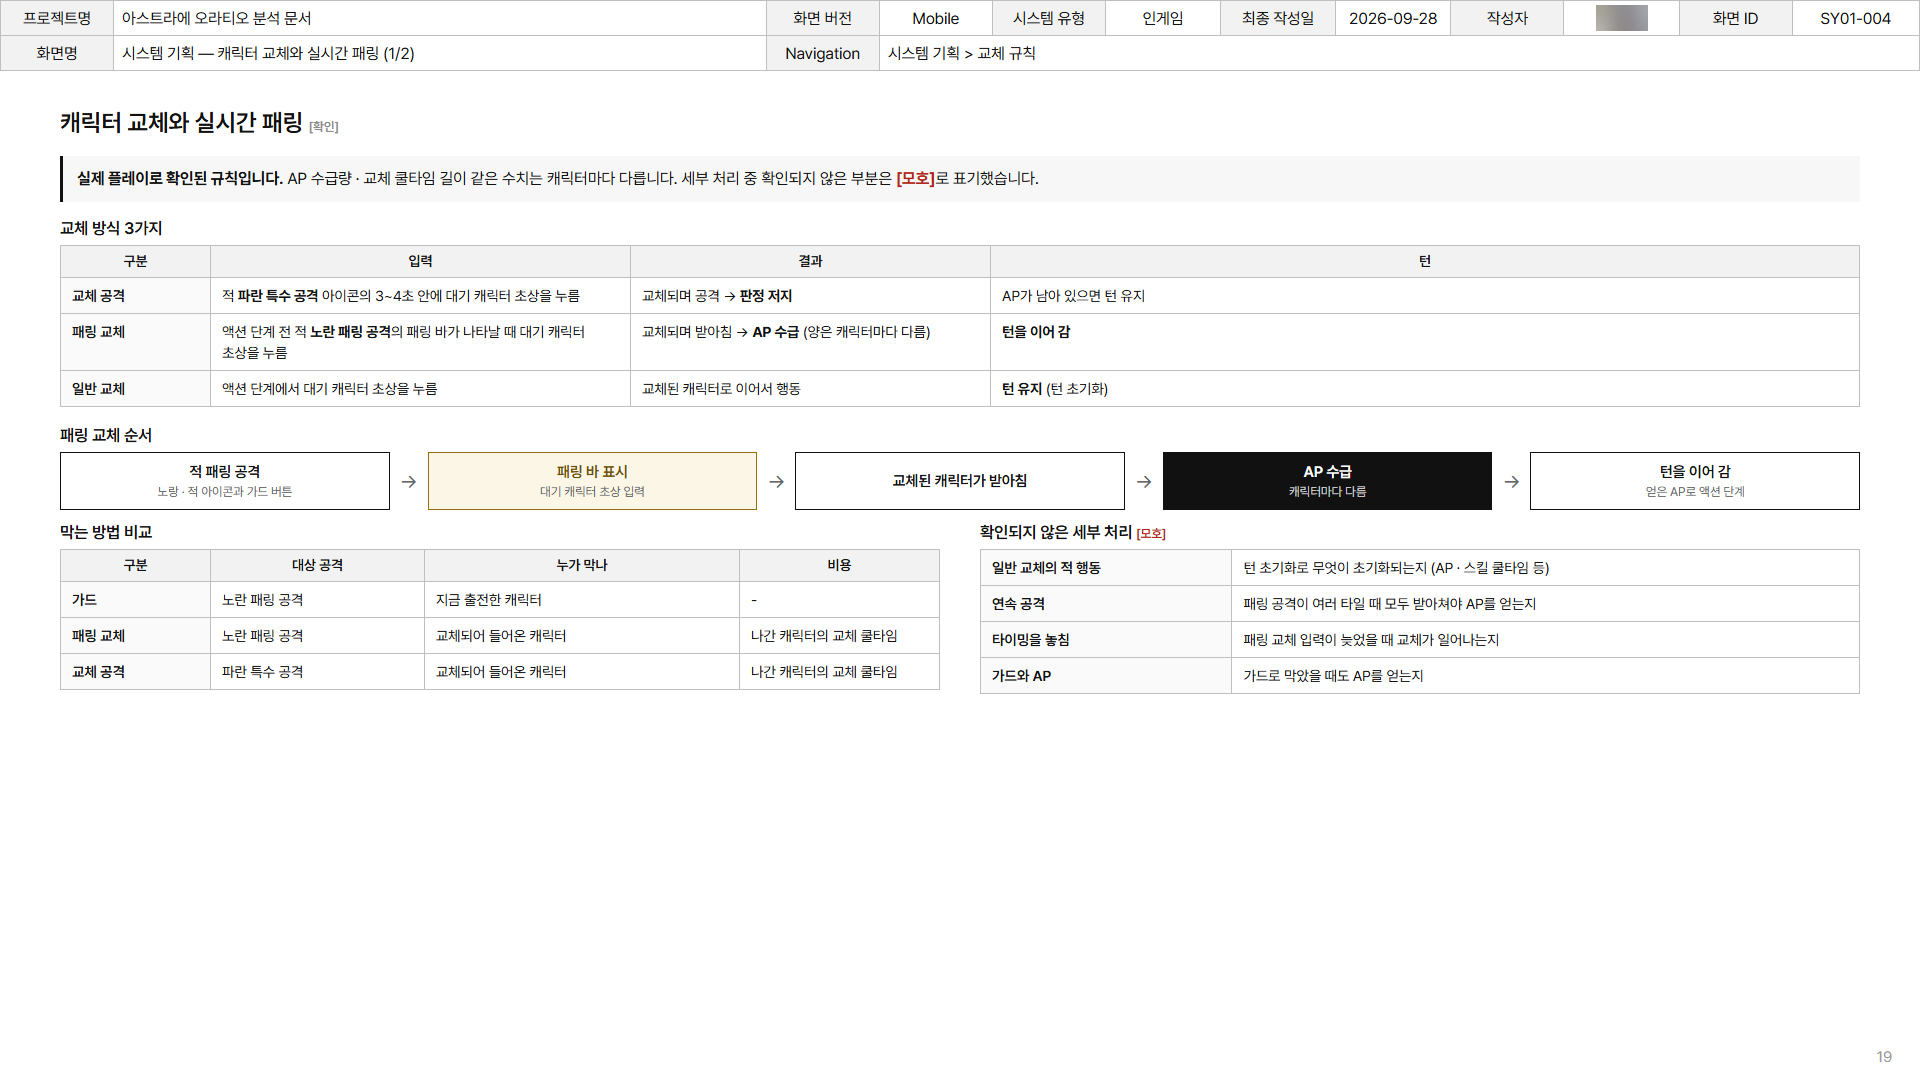 프로젝트명 아스트라에 오라티오 분석 문서 화면 버전 Mobile 시스템 유형 인게임 최종 작성일 2026-09-28 작성자 화면 ID SY01-004
화면명 시스템 기획 — 캐릭터 교체와 실시간 패링 (1/2) Navigation 시스템 기획 > 교체 규칙
캐릭터 교체와 실시간 패링 [확인]
실제 플레이로 확인된 규칙입니다. AP 수급량 · 교체 쿨타임 길이 같은 수치는 캐릭터마다 다릅니다. 세부 처리 중 확인되지 않은 부분은 [모호]로 표기했습니다.
교체 방식 3가지
구분 입력 결과 턴
교체 공격 적 파란 특수 공격 아이콘의 3~4초 안에 대기 캐릭터 초상을 누름 교체되며 공격 → 판정 저지 AP가 남아 있으면 턴 유지
패링 교체 액션 단계 전 적 노란 패링 공격의 패링 바가 나타날 때 대기 캐릭터 교체되며 받아침 → AP 수급 (양은 캐릭터마다 다름) 턴을 이어 감
초상을 누름
일반 교체 액션 단계에서 대기 캐릭터 초상을 누름 교체된 캐릭터로 이어서 행동 턴 유지 (턴 초기화)
패링 교체 순서
적 패링 공격 → 패링 바 표시 → 교체된 캐릭터가 받아침 → AP 수급 → 턴을 이어 감
노랑 · 적 아이콘과 가드 버튼 대기 캐릭터 초상 입력 캐릭터마다 다름 얻은 AP로 액션 단계
막는 방법 비교
구분 대상 공격 누가 막나 비용
가드 노란 패링 공격 지금 출전한 캐릭터 -
패링 교체 노란 패링 공격 교체되어 들어온 캐릭터 나간 캐릭터의 교체 쿨타임
교체 공격 파란 특수 공격 교체되어 들어온 캐릭터 나간 캐릭터의 교체 쿨타임
확인되지 않은 세부 처리 [모호]
일반 교체의 적 행동 턴 초기화로 무엇이 초기화되는지 (AP · 스킬 쿨타임 등)
연속 공격 패링 공격이 여러 타일 때 모두 받아쳐야 AP를 얻는지
타이밍을 놓침 패링 교체 입력이 늦었을 때 교체가 일어나는지
가드와 AP 가드로 막았을 때도 AP를 얻는지
19